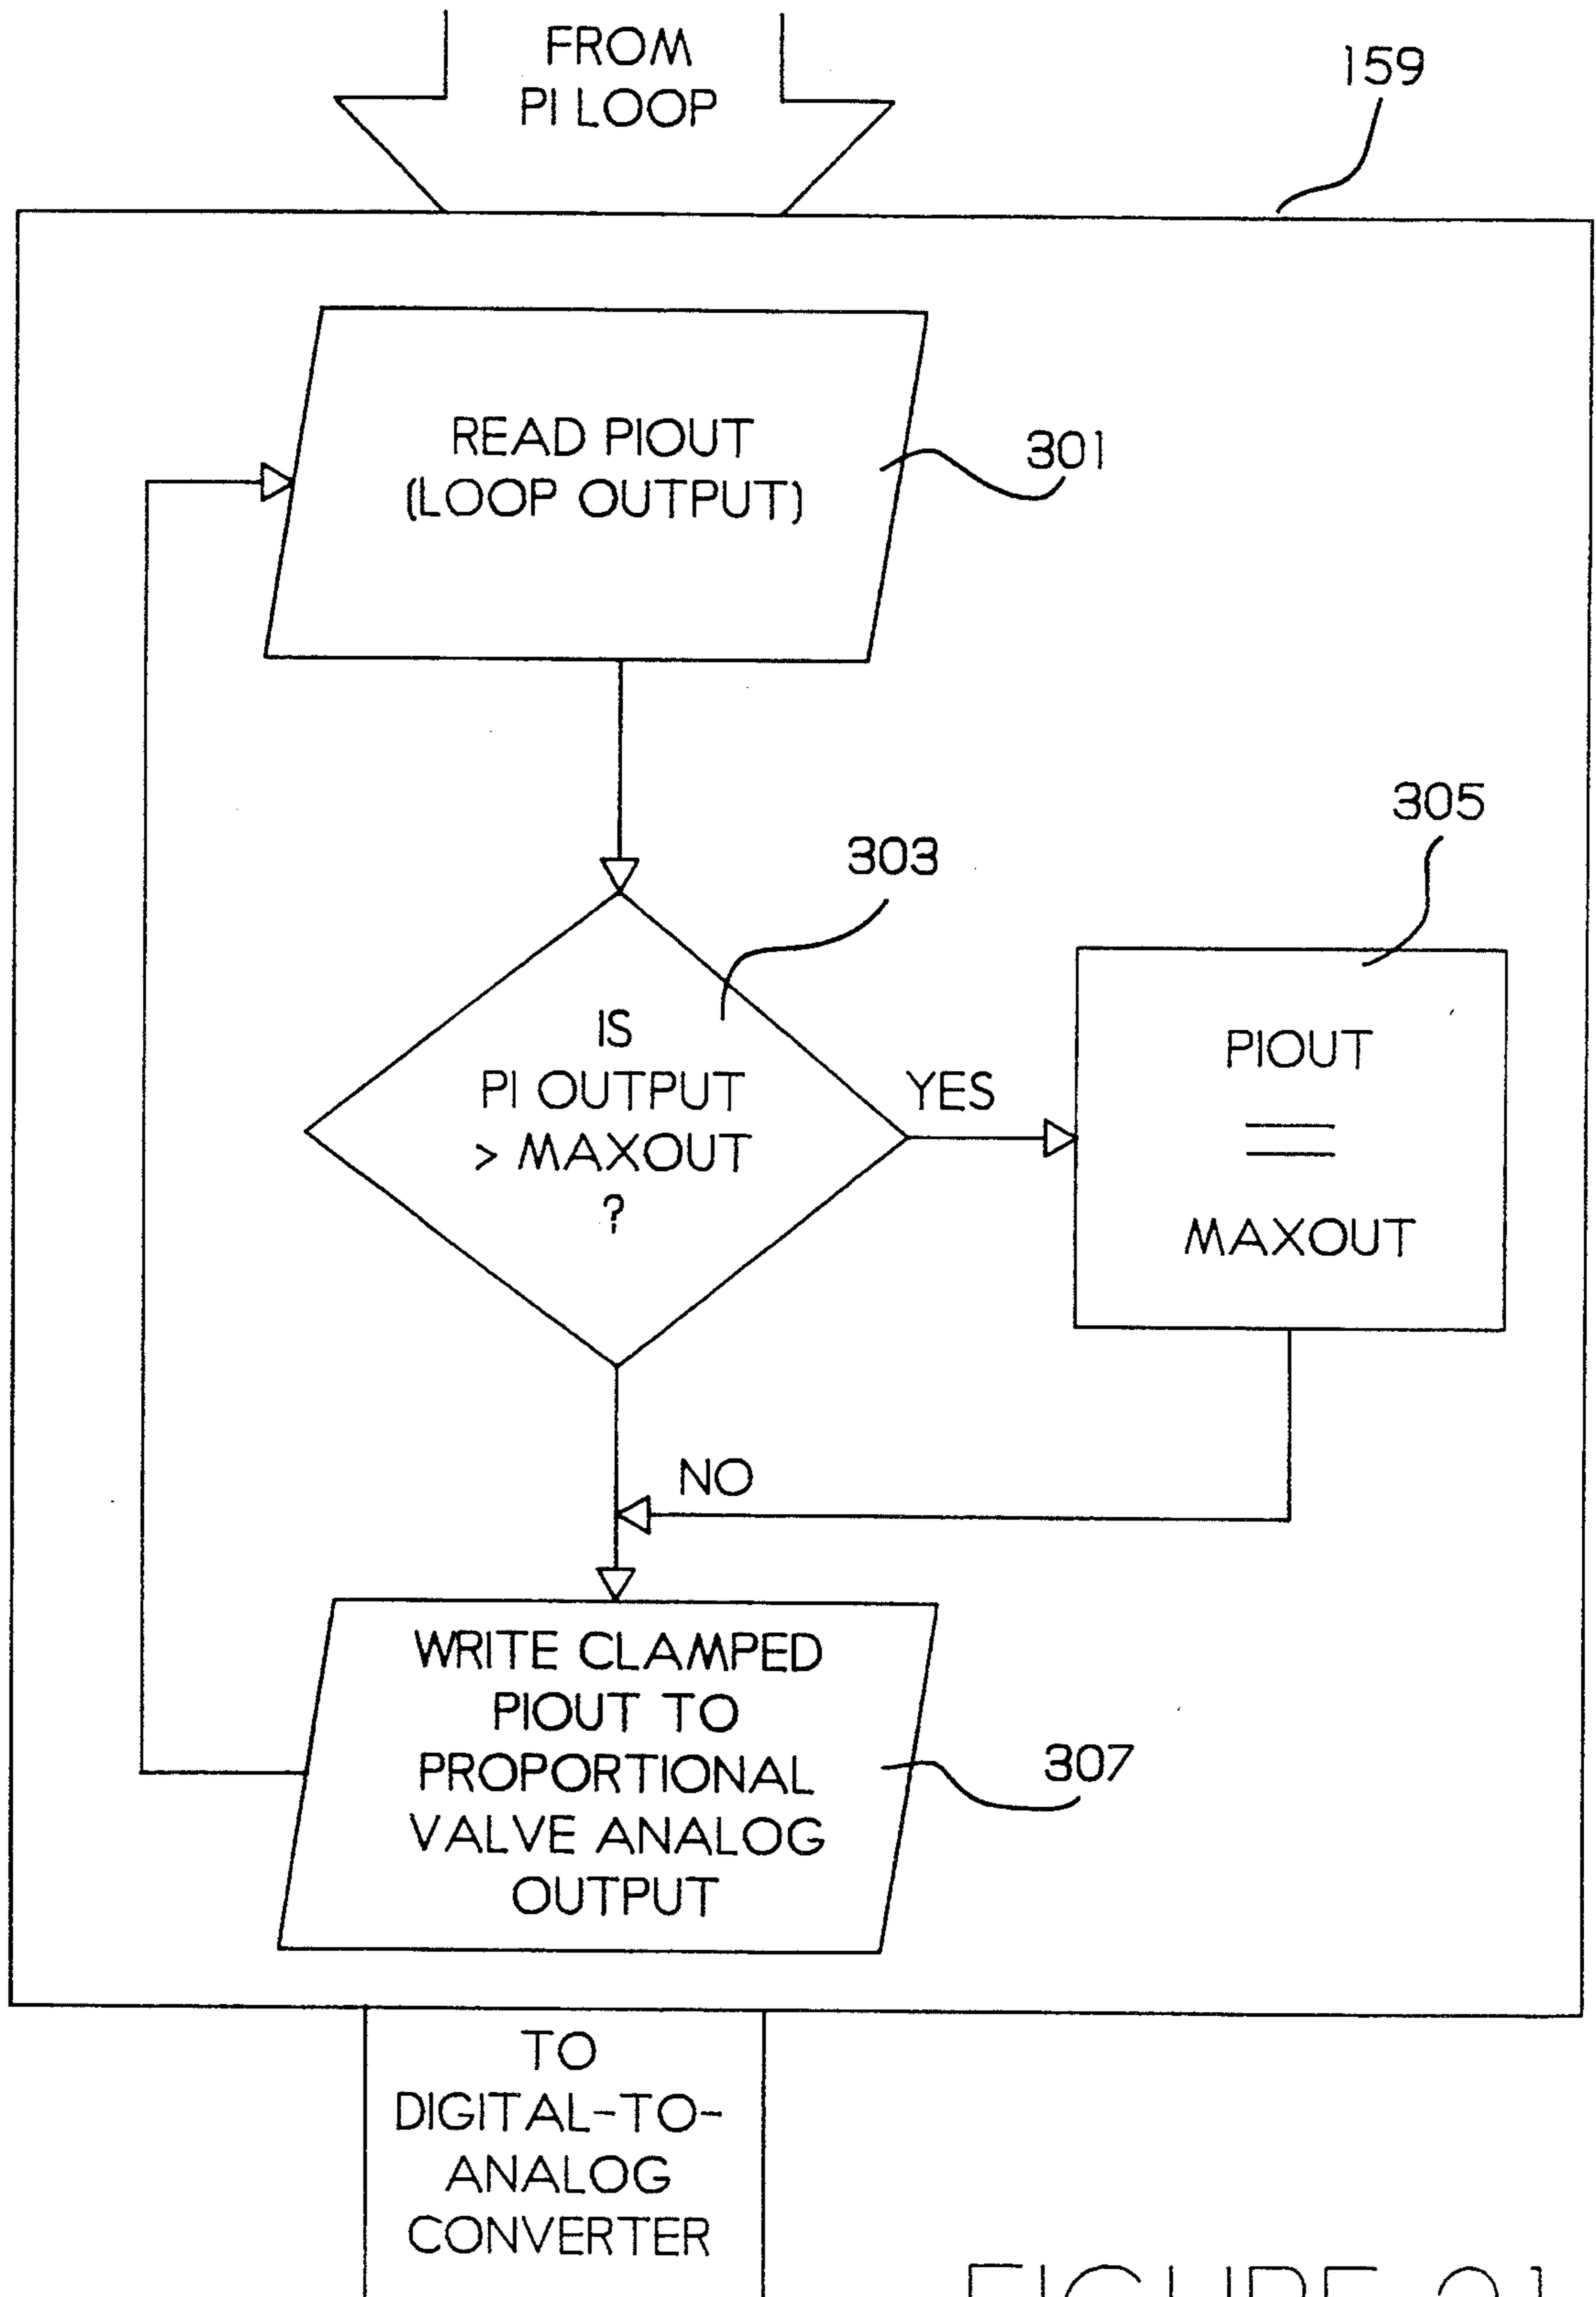 FROM
PI LOOP
159
READ PIOUT
(LOOP OUTPUT)
301
303
305
IS
PI OUTPUT
> MAXOUT
?
YES
PIOUT
=
MAXOUT
NO
WRITE CLAMPED
PIOUT TO
PROPORTIONAL
VALVE ANALOG
OUTPUT
307
TO
DIGITAL-TO-
ANALOG
CONVERTER
FIGURE